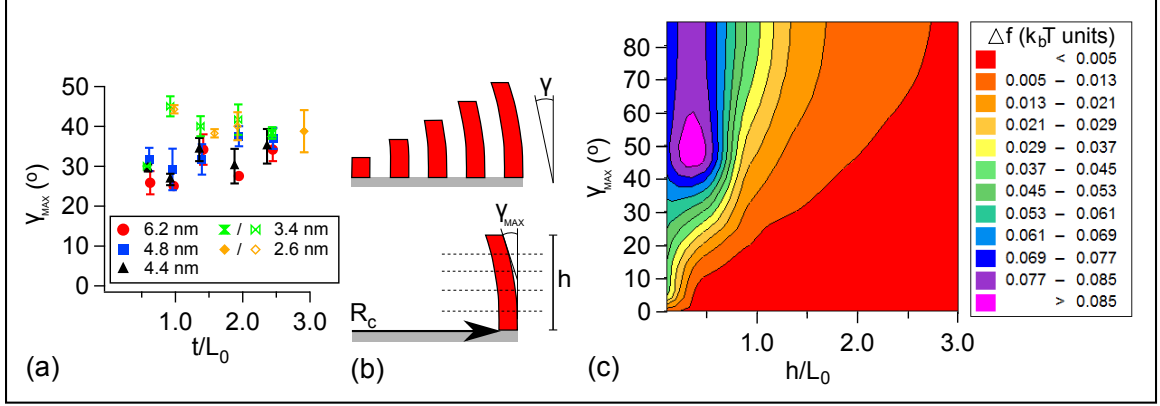 50
40
30
20
10
0
γMAX (°)
6.2 nm
4.8 nm
4.4 nm
/ 3.4 nm
/ 2.6 nm
1.0 2.0 3.0
t/L0
(a)
γ
γMAX
h
Rc
(b)
80
70
60
50
40
30
20
10
0
γMAX (°)
1.0 2.0 3.0
h/L0
(c)
△f (kbT units)
< 0.005
0.005 – 0.013
0.013 – 0.021
0.021 – 0.029
0.029 – 0.037
0.037 – 0.045
0.045 – 0.053
0.053 – 0.061
0.061 – 0.069
0.069 – 0.077
0.077 – 0.085
> 0.085